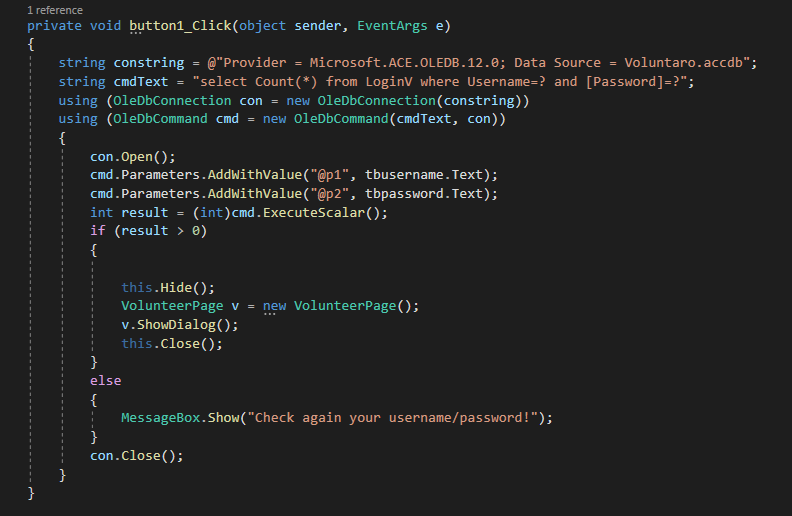 1 reference
private void button1_Click(object sender, EventArgs e)
{
    string constring = @"Provider = Microsoft.ACE.OLEDB.12.0; Data Source = Voluntaro.accdb";
    string cmdText = "select Count(*) from LoginV where Username=? and [Password]=?";
    using (OleDbConnection con = new OleDbConnection(constring))
    using (OleDbCommand cmd = new OleDbCommand(cmdText, con))
    {
        con.Open();
        cmd.Parameters.AddWithValue("@p1", tbusername.Text);
        cmd.Parameters.AddWithValue("@p2", tbpassword.Text);
        int result = (int)cmd.ExecuteScalar();
        if (result > 0)
        {

            this.Hide();
            VolunteerPage v = new VolunteerPage();
            v.ShowDialog();
            this.Close();
        }
        else
        {
            MessageBox.Show("Check again your username/password!");
        }
        con.Close();
    }
}